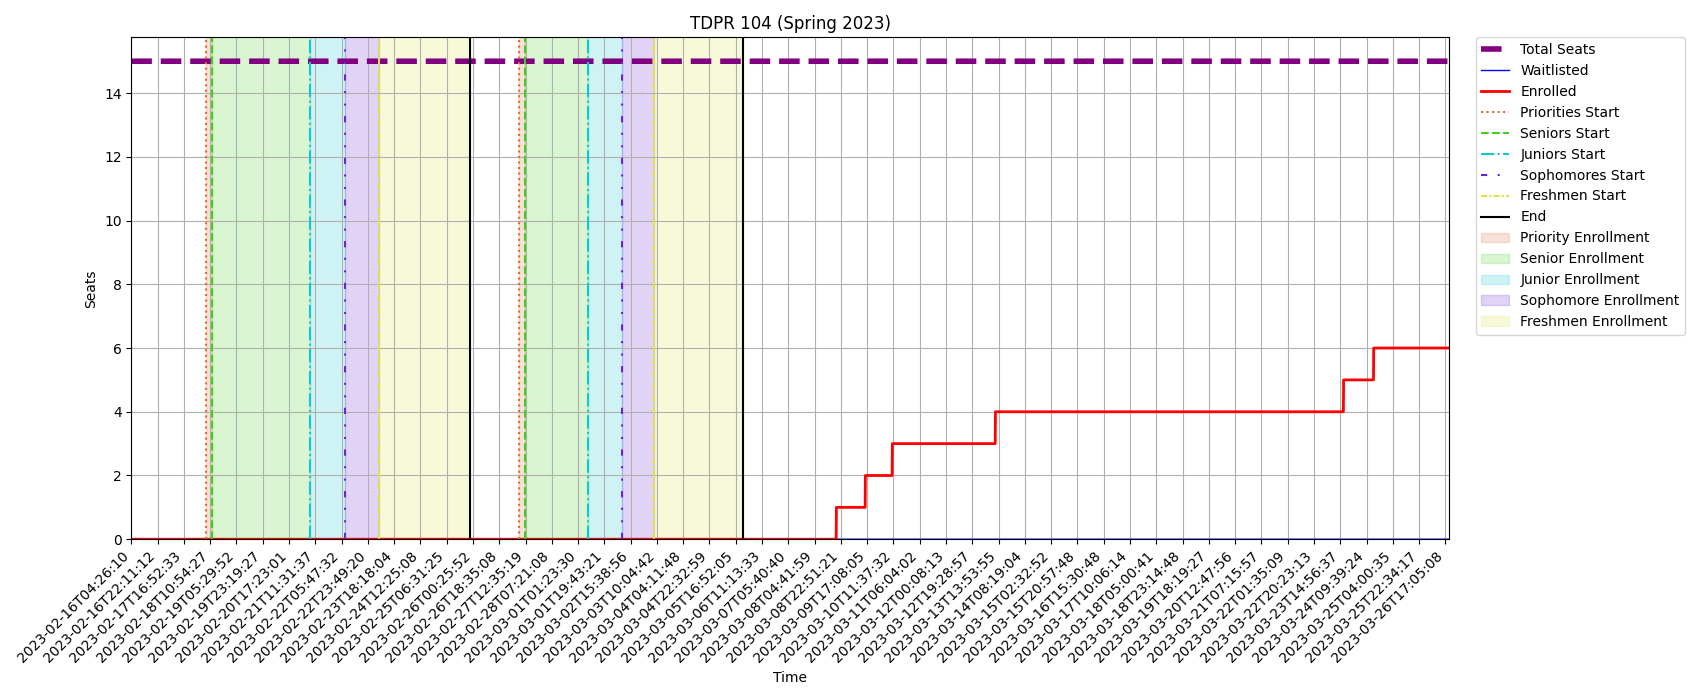 TDPR 104 (Spring 2023)
Seats
14
12
10
8
6
4
2
0
2023-02-16T04:26:10
2023-02-16T22:11:12
2023-02-17T16:52:33
2023-02-18T10:54:27
2023-02-19T05:29:52
2023-02-19T23:19:27
2023-02-20T17:23:01
2023-02-21T11:31:37
2023-02-22T05:47:32
2023-02-22T23:49:20
2023-02-23T18:18:04
2023-02-24T12:25:08
2023-02-25T06:31:25
2023-02-26T00:25:52
2023-02-26T18:35:08
2023-02-27T12:35:19
2023-02-28T07:21:08
2023-03-01T01:23:30
2023-03-01T19:43:21
2023-03-02T15:38:56
2023-03-03T10:04:42
2023-03-04T04:11:48
2023-03-04T22:32:59
2023-03-05T16:52:05
2023-03-06T11:13:33
2023-03-07T05:40:40
2023-03-08T04:41:59
2023-03-08T22:51:21
2023-03-09T17:08:05
2023-03-10T11:37:32
2023-03-11T06:04:02
2023-03-12T00:08:13
2023-03-12T19:28:57
2023-03-13T13:53:55
2023-03-14T08:19:04
2023-03-15T02:32:52
2023-03-15T20:57:48
2023-03-16T15:30:48
2023-03-17T10:06:14
2023-03-18T05:00:41
2023-03-18T23:14:48
2023-03-19T18:19:27
2023-03-20T12:47:56
2023-03-21T07:15:57
2023-03-22T01:35:09
2023-03-22T20:23:13
2023-03-23T14:56:37
2023-03-24T09:39:24
2023-03-25T04:00:35
2023-03-25T22:34:17
2023-03-26T17:05:08
Time
Total Seats
Waitlisted
Enrolled
Priorities Start
Seniors Start
Juniors Start
Sophomores Start
Freshmen Start
End
Priority Enrollment
Senior Enrollment
Junior Enrollment
Sophomore Enrollment
Freshmen Enrollment